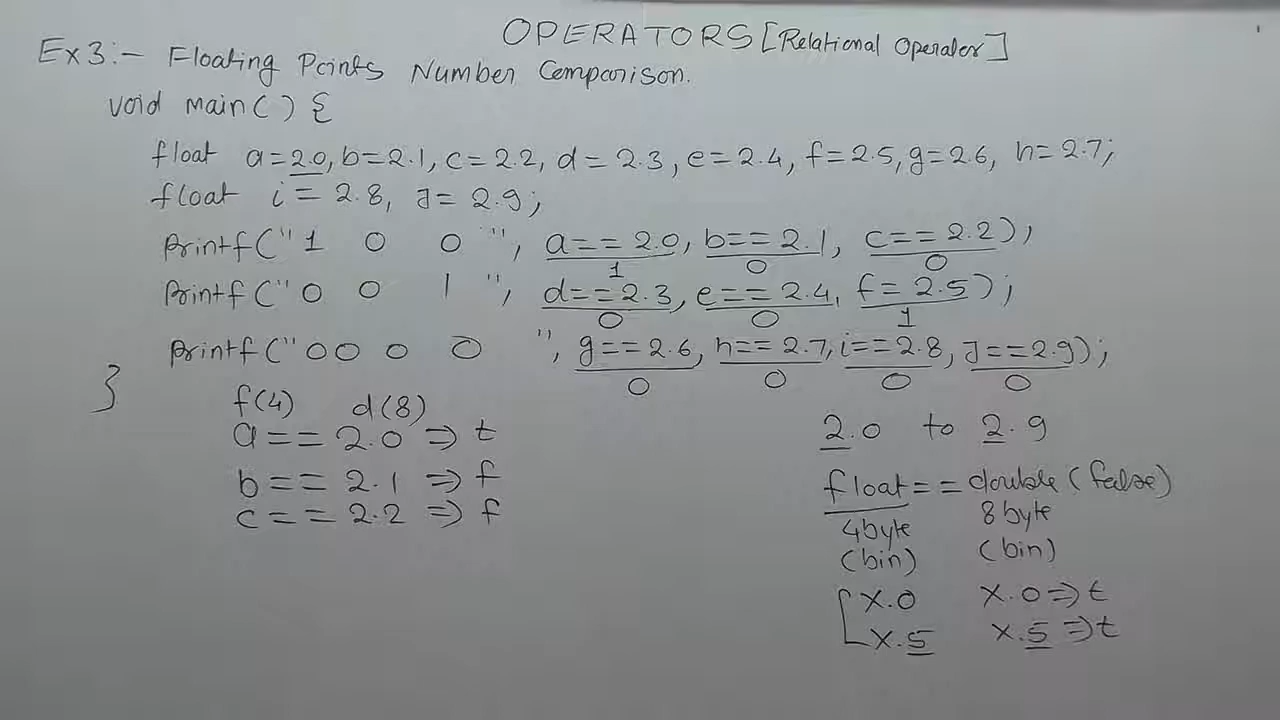 OPERATORS [Relational Operator]
Ex3:- Floating Points Number Comparison.
void main( ) {
float a=2.0, b=2.1, c=2.2, d=2.3, e=2.4, f=2.5, g=2.6, h=2.7;
float i=2.8, J=2.9;
Printf("1 0 0 ", a==2.0, b==2.1, c==2.2);
1 0 0
Printf("0 0 1 ", d==2.3, e==2.4, f=2.5);
0 0 1
Printf("00 0 0 ", g==2.6, h==2.7, i==2.8, J==2.9);
0 0 0 0
}
f(4) d(8)
a==2.0 => t
b==2.1 => f
c==2.2 => f
2.0 to 2.9
float==double(false)
4byte 8byte
(bin) (bin)
X.0 X.0=>t
X.5 X.5=>t